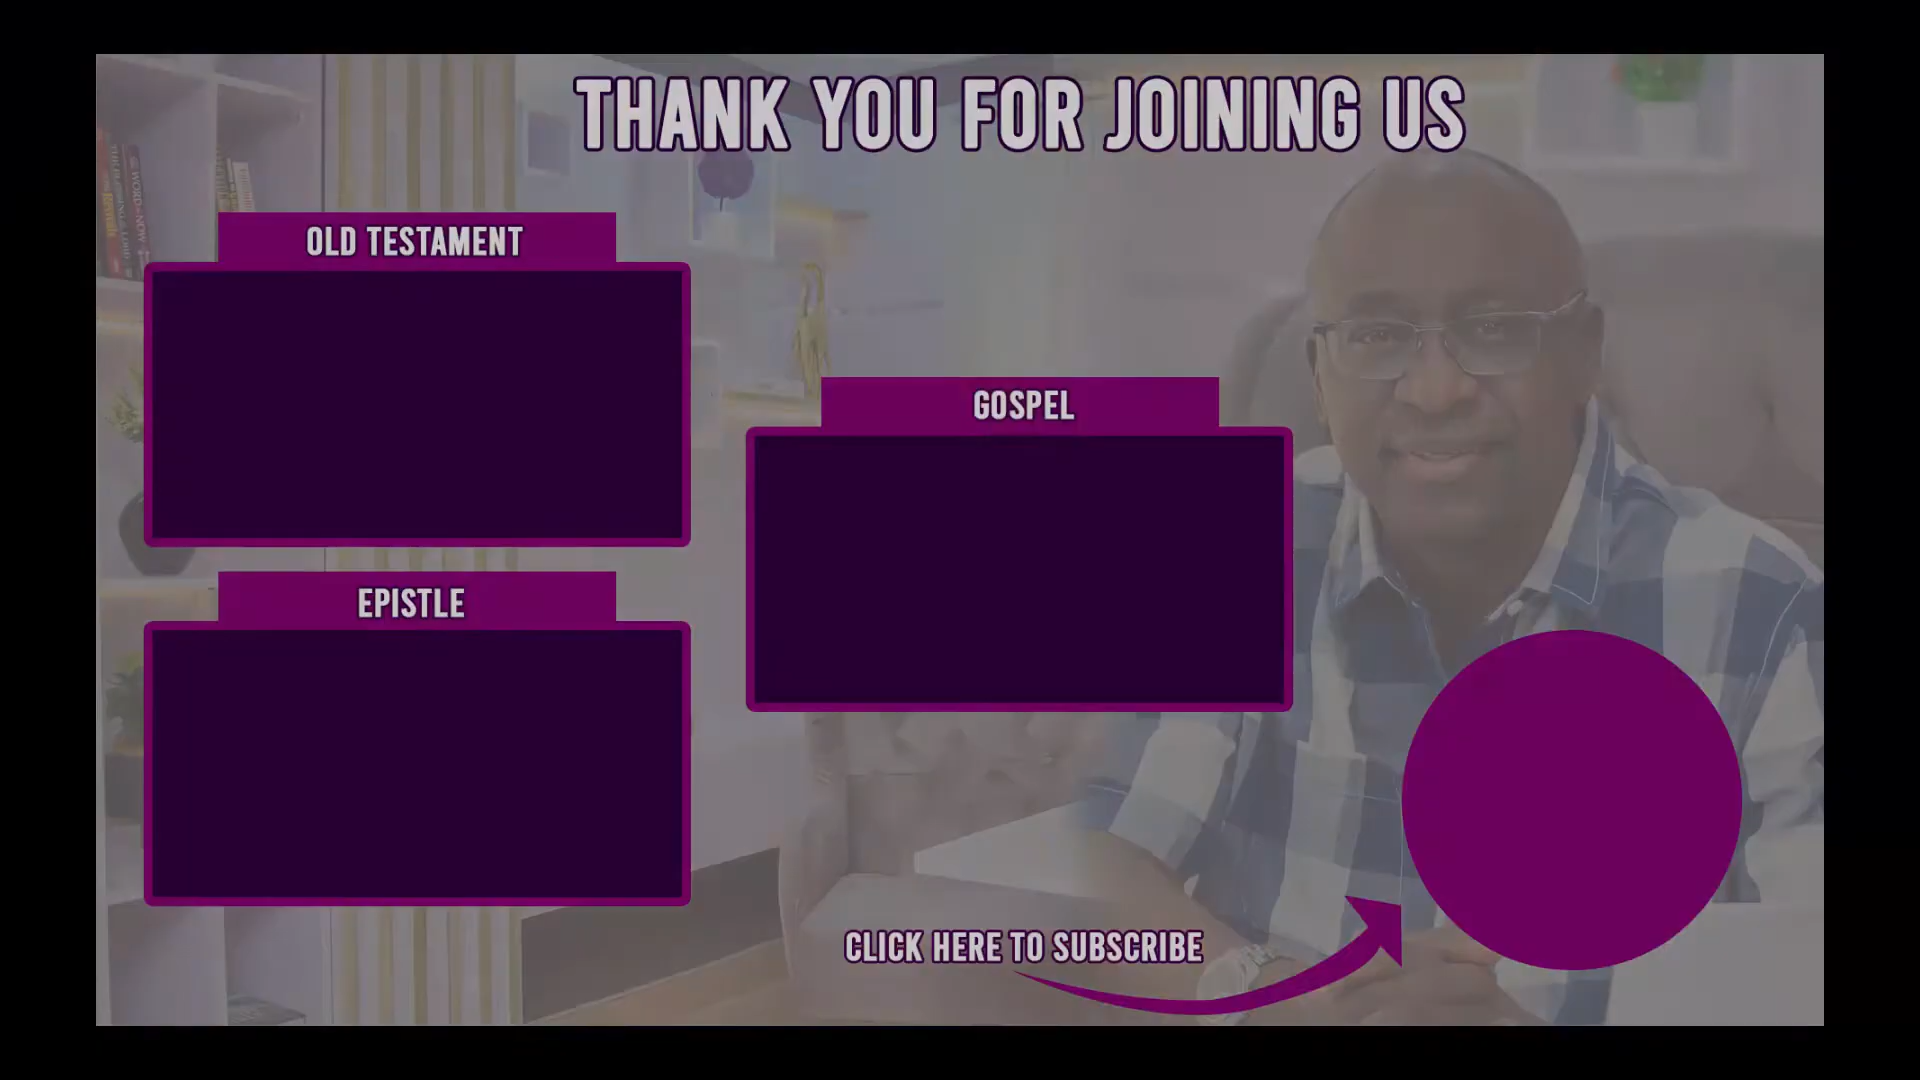 THANK YOU FOR JOINING US
OLD TESTAMENT
GOSPEL
EPISTLE
CLICK HERE TO SUBSCRIBE